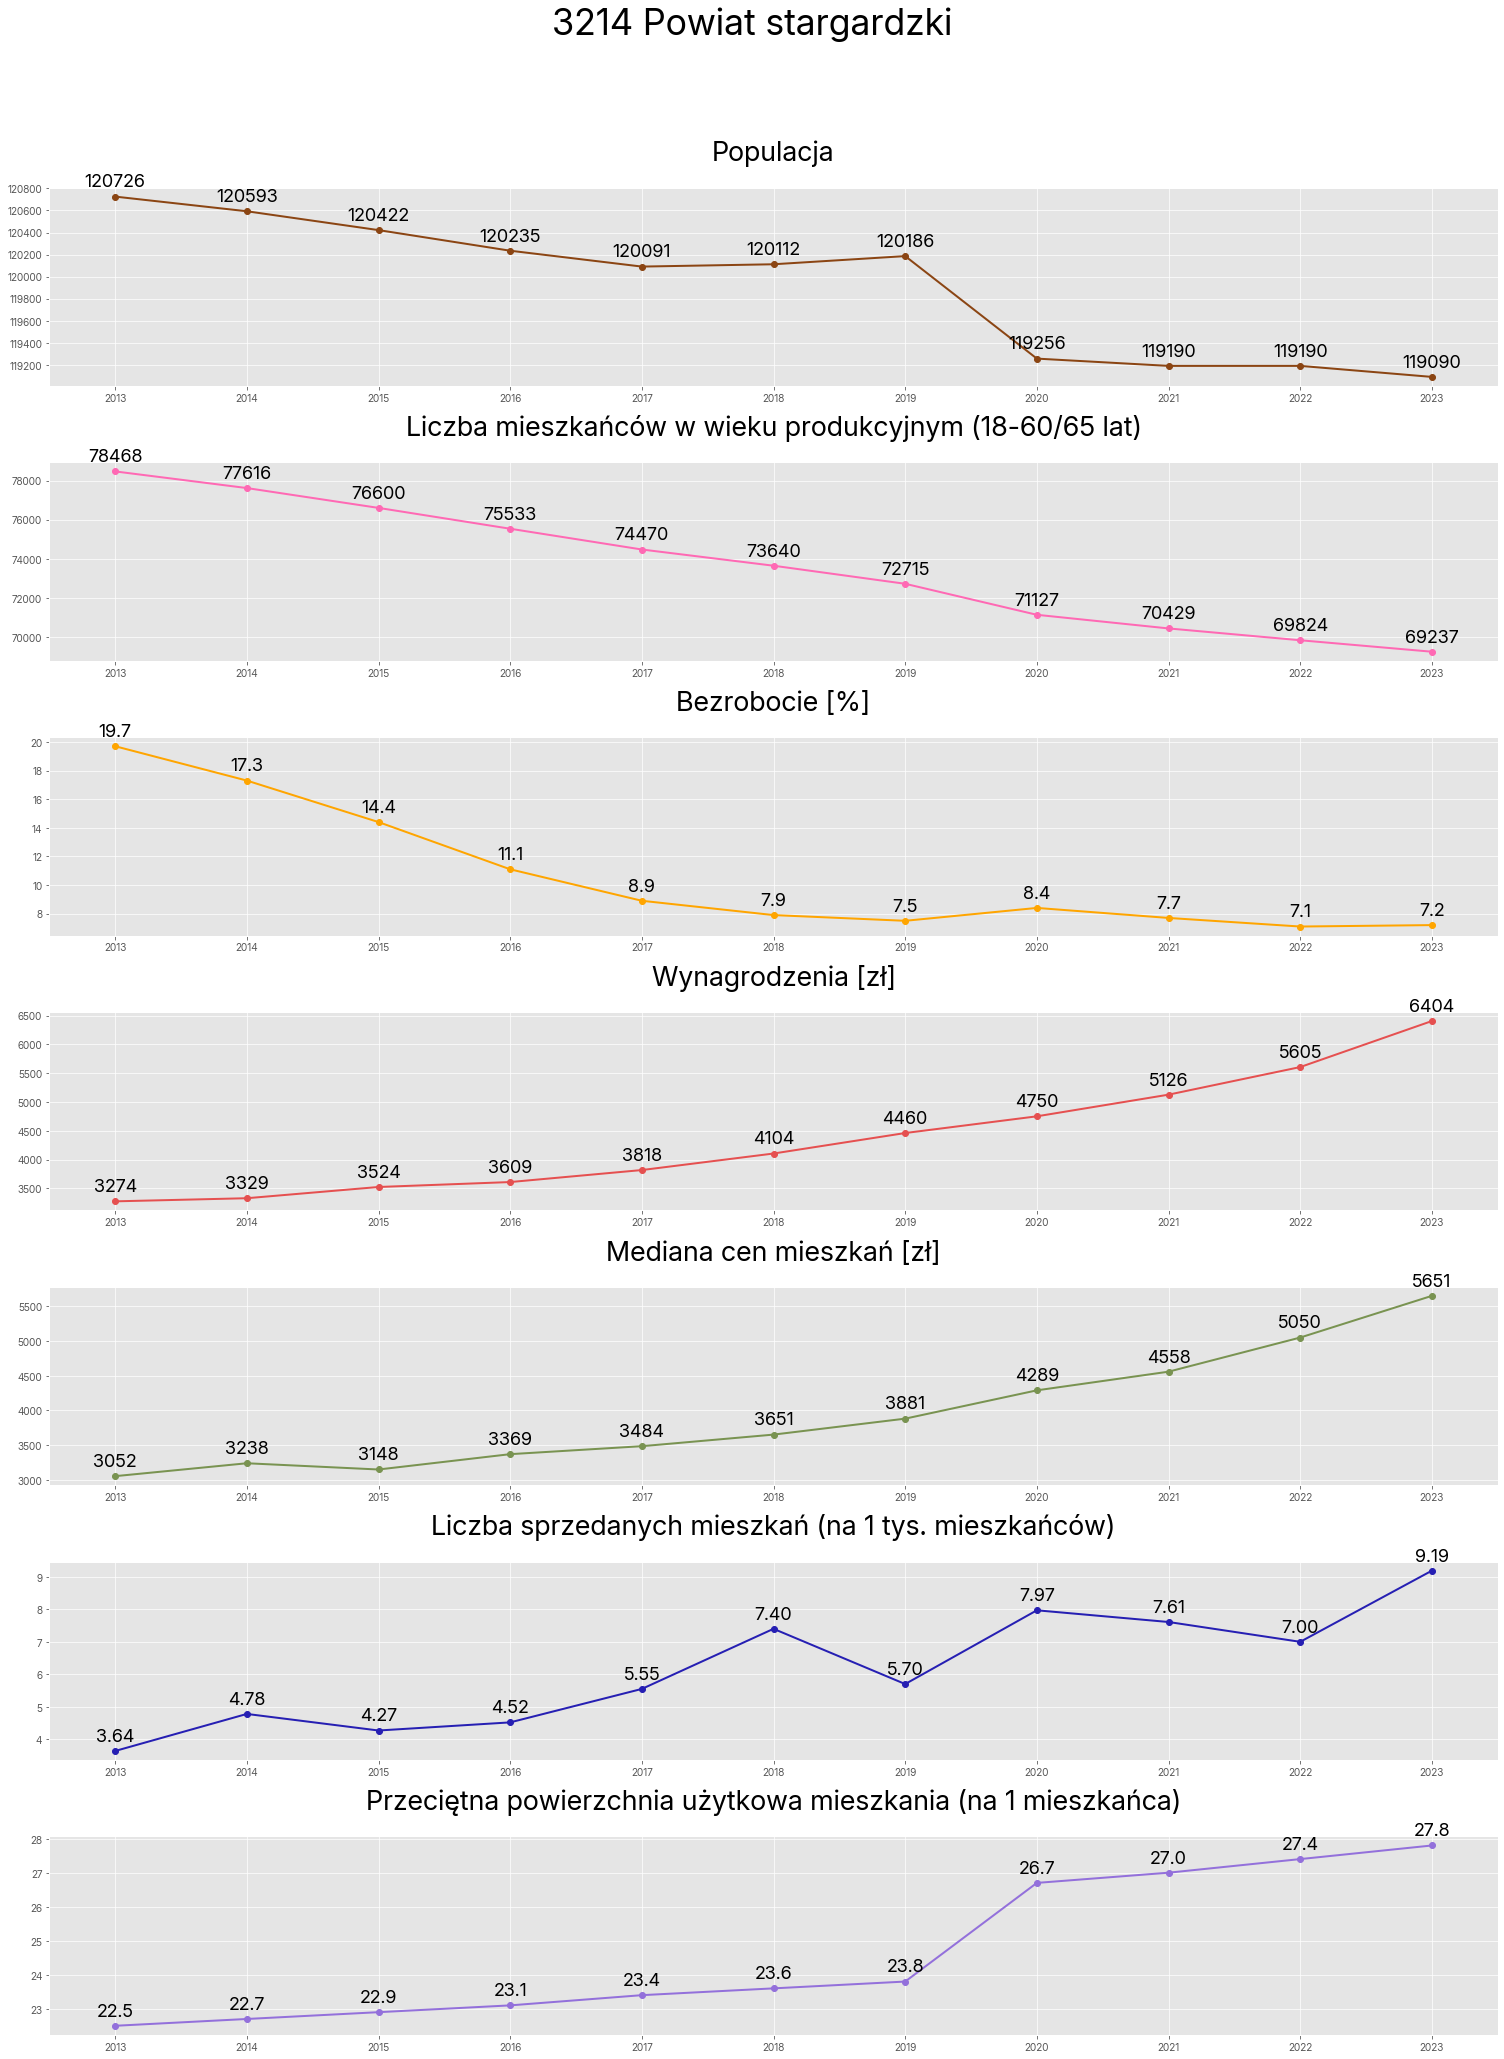 3214 Powiat stargardzki
Populacja
120726 120593 120422 120235 120091 120112 120186 119256 119190 119190 119090
120800
120600
120400
120200
120000
119800
119600
119400
119200
2013 2014 2015 2016 2017 2018 2019 2020 2021 2022 2023
Liczba mieszkańców w wieku produkcyjnym (18-60/65 lat)
78468 77616 76600 75533 74470 73640 72715 71127 70429 69824 69237
78000
76000
74000
72000
70000
2013 2014 2015 2016 2017 2018 2019 2020 2021 2022 2023
Bezrobocie [%]
19.7 17.3 14.4 11.1 8.9 7.9 7.5 8.4 7.7 7.1 7.2
20
18
16
14
12
10
8
2013 2014 2015 2016 2017 2018 2019 2020 2021 2022 2023
Wynagrodzenia [zł]
3274 3329 3524 3609 3818 4104 4460 4750 5126 5605 6404
6500
6000
5500
5000
4500
4000
3500
2013 2014 2015 2016 2017 2018 2019 2020 2021 2022 2023
Mediana cen mieszkań [zł]
3052 3238 3148 3369 3484 3651 3881 4289 4558 5050 5651
5500
5000
4500
4000
3500
3000
2013 2014 2015 2016 2017 2018 2019 2020 2021 2022 2023
Liczba sprzedanych mieszkań (na 1 tys. mieszkańców)
3.64 4.78 4.27 4.52 5.55 7.40 5.70 7.97 7.61 7.00 9.19
9
8
7
6
5
4
2013 2014 2015 2016 2017 2018 2019 2020 2021 2022 2023
Przeciętna powierzchnia użytkowa mieszkania (na 1 mieszkańca)
22.5 22.7 22.9 23.1 23.4 23.6 23.8 26.7 27.0 27.4 27.8
28
27
26
25
24
23
2013 2014 2015 2016 2017 2018 2019 2020 2021 2022 2023